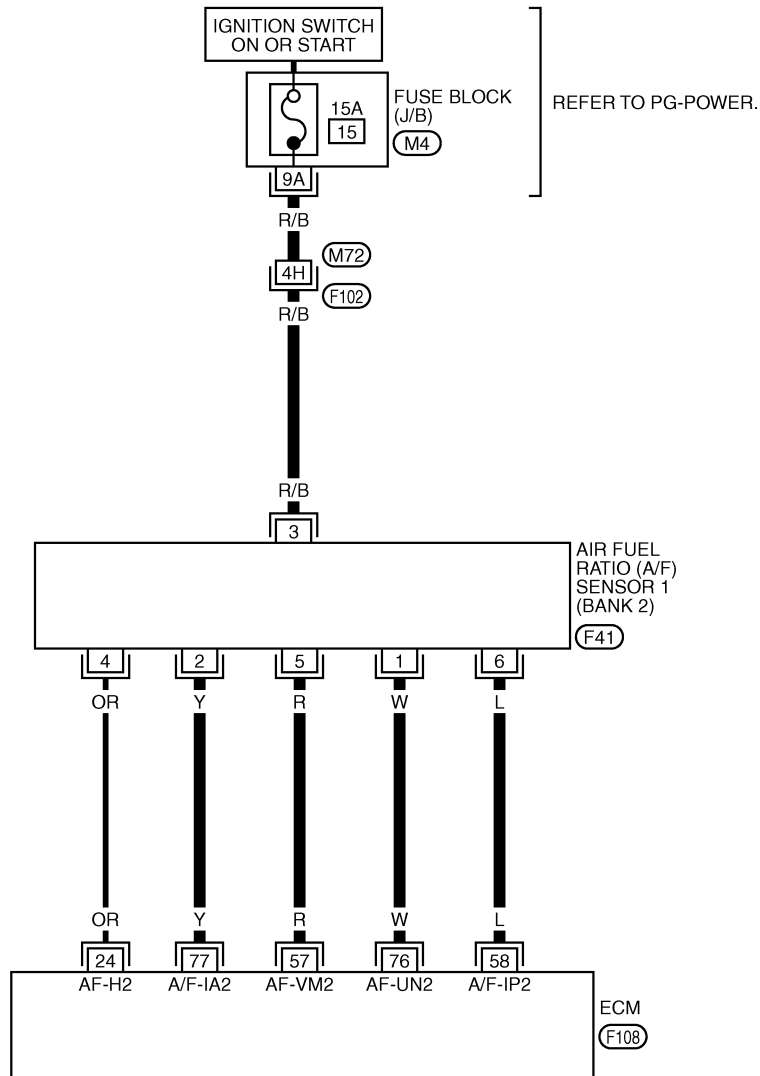 IGNITION SWITCH
ON OR START
FUSE BLOCK
(J/B)
15A
15
M4
REFER TO PG-POWER.
9A
R/B
M72
4H
F102
R/B
R/B
3
AIR FUEL
RATIO (A/F)
SENSOR 1
(BANK 2)
F41
4 2 5 1 6
OR Y R W L
OR Y R W L
24 77 57 76 58
AF-H2 A/F-IA2 AF-VM2 AF-UN2 A/F-IP2
ECM
F108